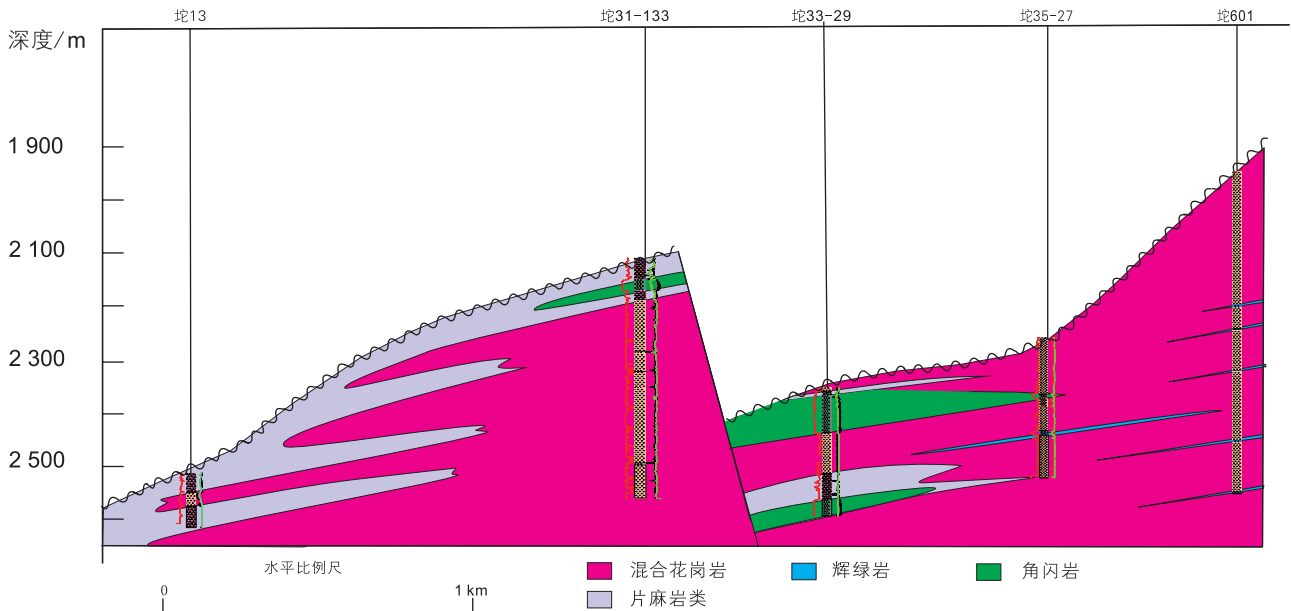 坨13 坨31-133 坨33-29 坨35-27 坨601
深度/m
1 900
2 100
2 300
2 500
水平比例尺
0 1 km
混合花岗岩 辉绿岩 角闪岩
片麻岩类